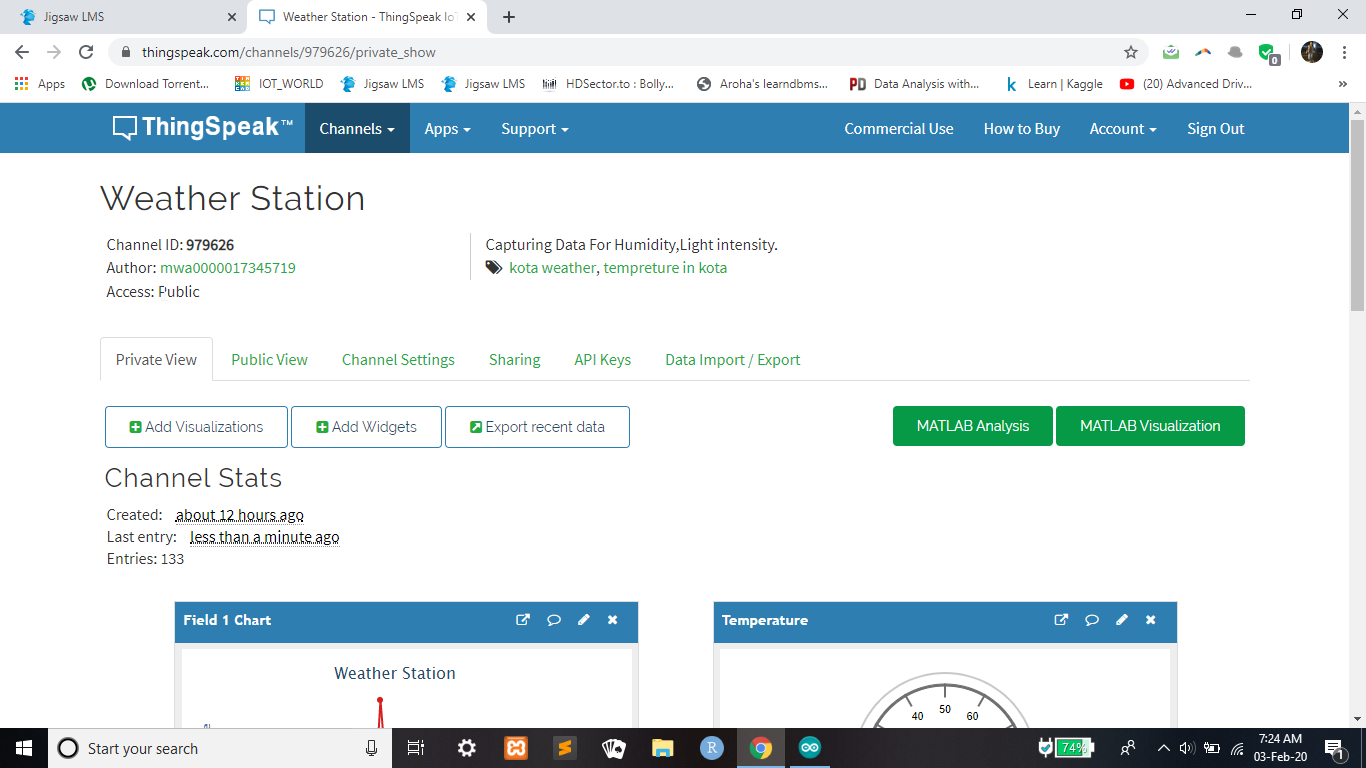 Jigsaw LMS
Weather Station - ThingSpeak IoT
thingspeak.com/channels/979626/private_show
0
Apps
Download Torrent...
IOT_WORLD
Jigsaw LMS
Jigsaw LMS
HDSector.to : Bolly...
Aroha's learndbms...
PD Data Analysis with...
k Learn | Kaggle
(20) Advanced Driv...
»
ThingSpeak™ Channels Apps Support Commercial Use How to Buy Account Sign Out
Weather Station
Channel ID: 979626
Author: mwa0000017345719
Access: Public
Capturing Data For Humidity,Light intensity.
kota weather, tempreture in kota
Private View Public View Channel Settings Sharing API Keys Data Import / Export
Add Visualizations Add Widgets Export recent data MATLAB Analysis MATLAB Visualization
Channel Stats
Created: about 12 hours ago
Last entry: less than a minute ago
Entries: 133
Field 1 Chart
Weather Station
Temperature
40 50 60
Start your search
R
74%
7:24 AM
03-Feb-20
1